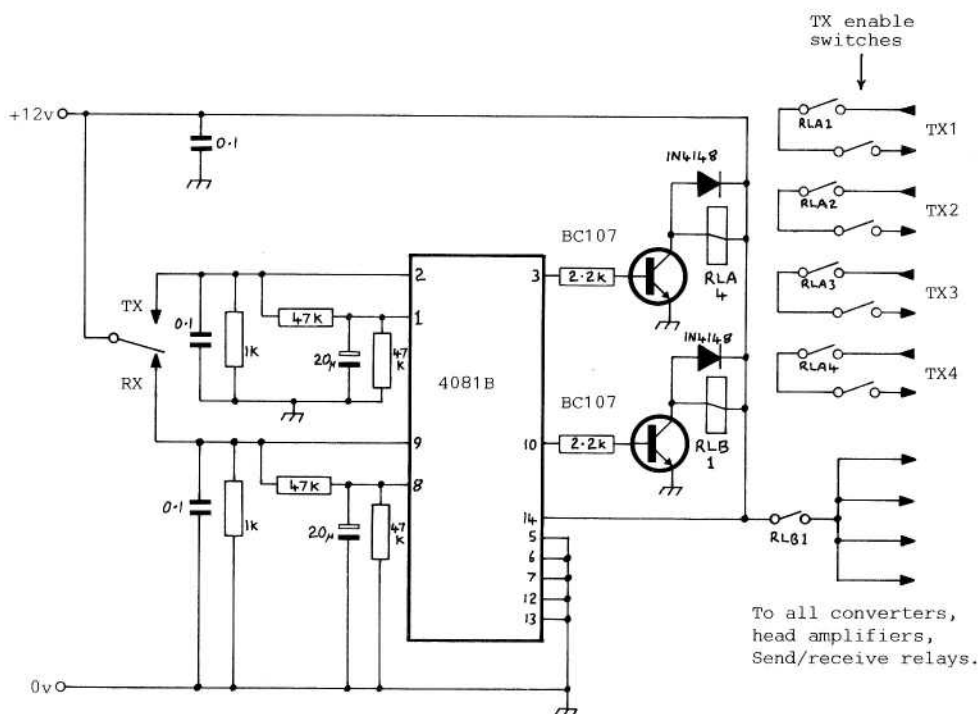 TX enable
switches
+12v
0.1
RLA1
TX1
1N4148
RLA2
TX2
BC107
2
3
2.2k
RLA
4
RLA3
TX3
TX
47k
1
0.1
1k
20μ
47
k
1N4148
RX
4081B
BC107
RLA4
TX4
9
10
2.2k
RLB
1
47k
8
0.1
1k
20μ
47
k
14
RLB1
5
6
7
12
13
To all converters,
head amplifiers,
Send/receive relays.
0v